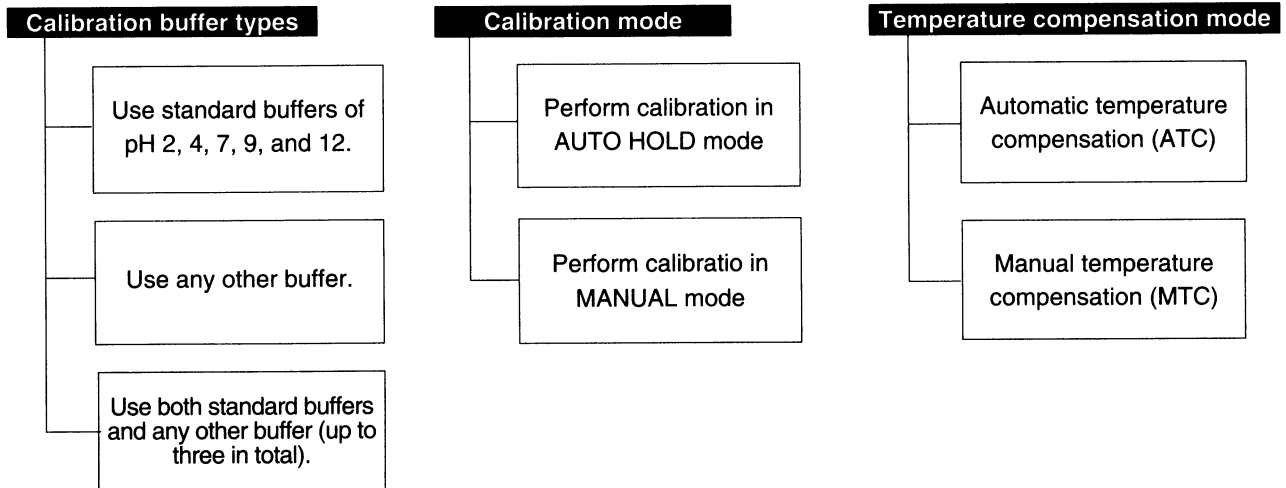 Calibration buffer types
Use standard buffers of
pH 2, 4, 7, 9, and 12.
Use any other buffer.
Use both standard buffers
and any other buffer (up to
three in total).
Calibration mode
Perform calibration in
AUTO HOLD mode
Perform calibratio in
MANUAL mode
Temperature compensation mode
Automatic temperature
compensation (ATC)
Manual temperature
compensation (MTC)